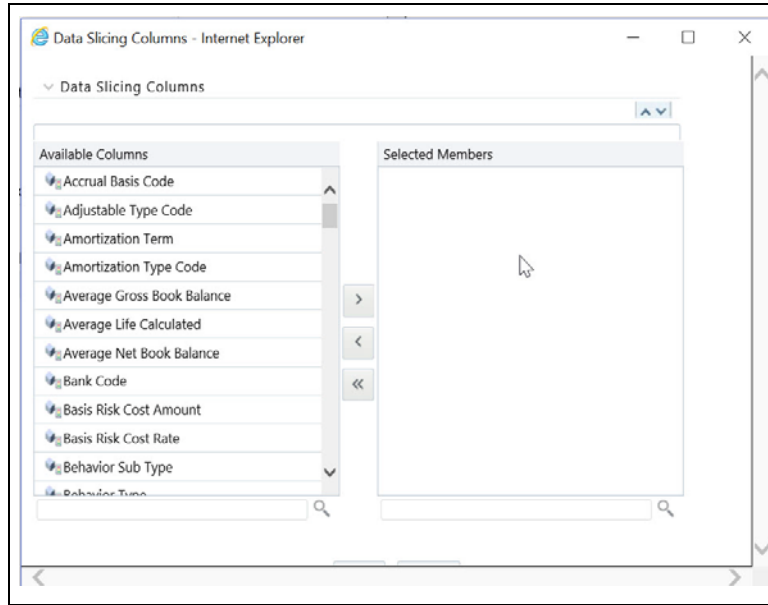 Data Slicing Columns - Internet Explorer
Data Slicing Columns
Available Columns
Selected Members
Accrual Basis Code
Adjustable Type Code
Amortization Term
Amortization Type Code
Average Gross Book Balance
Average Life Calculated
Average Net Book Balance
Bank Code
Basis Risk Cost Amount
Basis Risk Cost Rate
Behavior Sub Type
Behavior Type